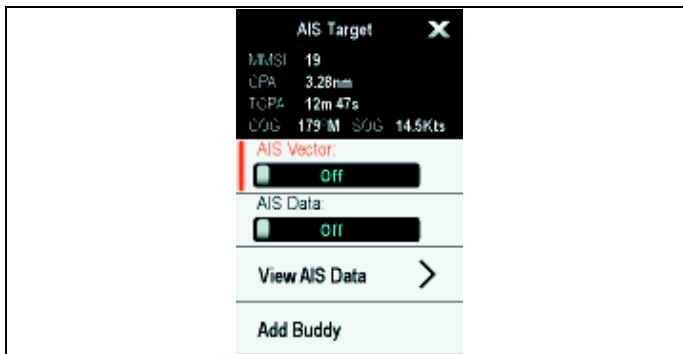 AIS Target X
MMSI 19
CPA 3.28nm
TCPA 12m 47s
COG 179°M SOG 14.5Kts
AIS Vector:
Off
AIS Data:
Off
View AIS Data >
Add Buddy